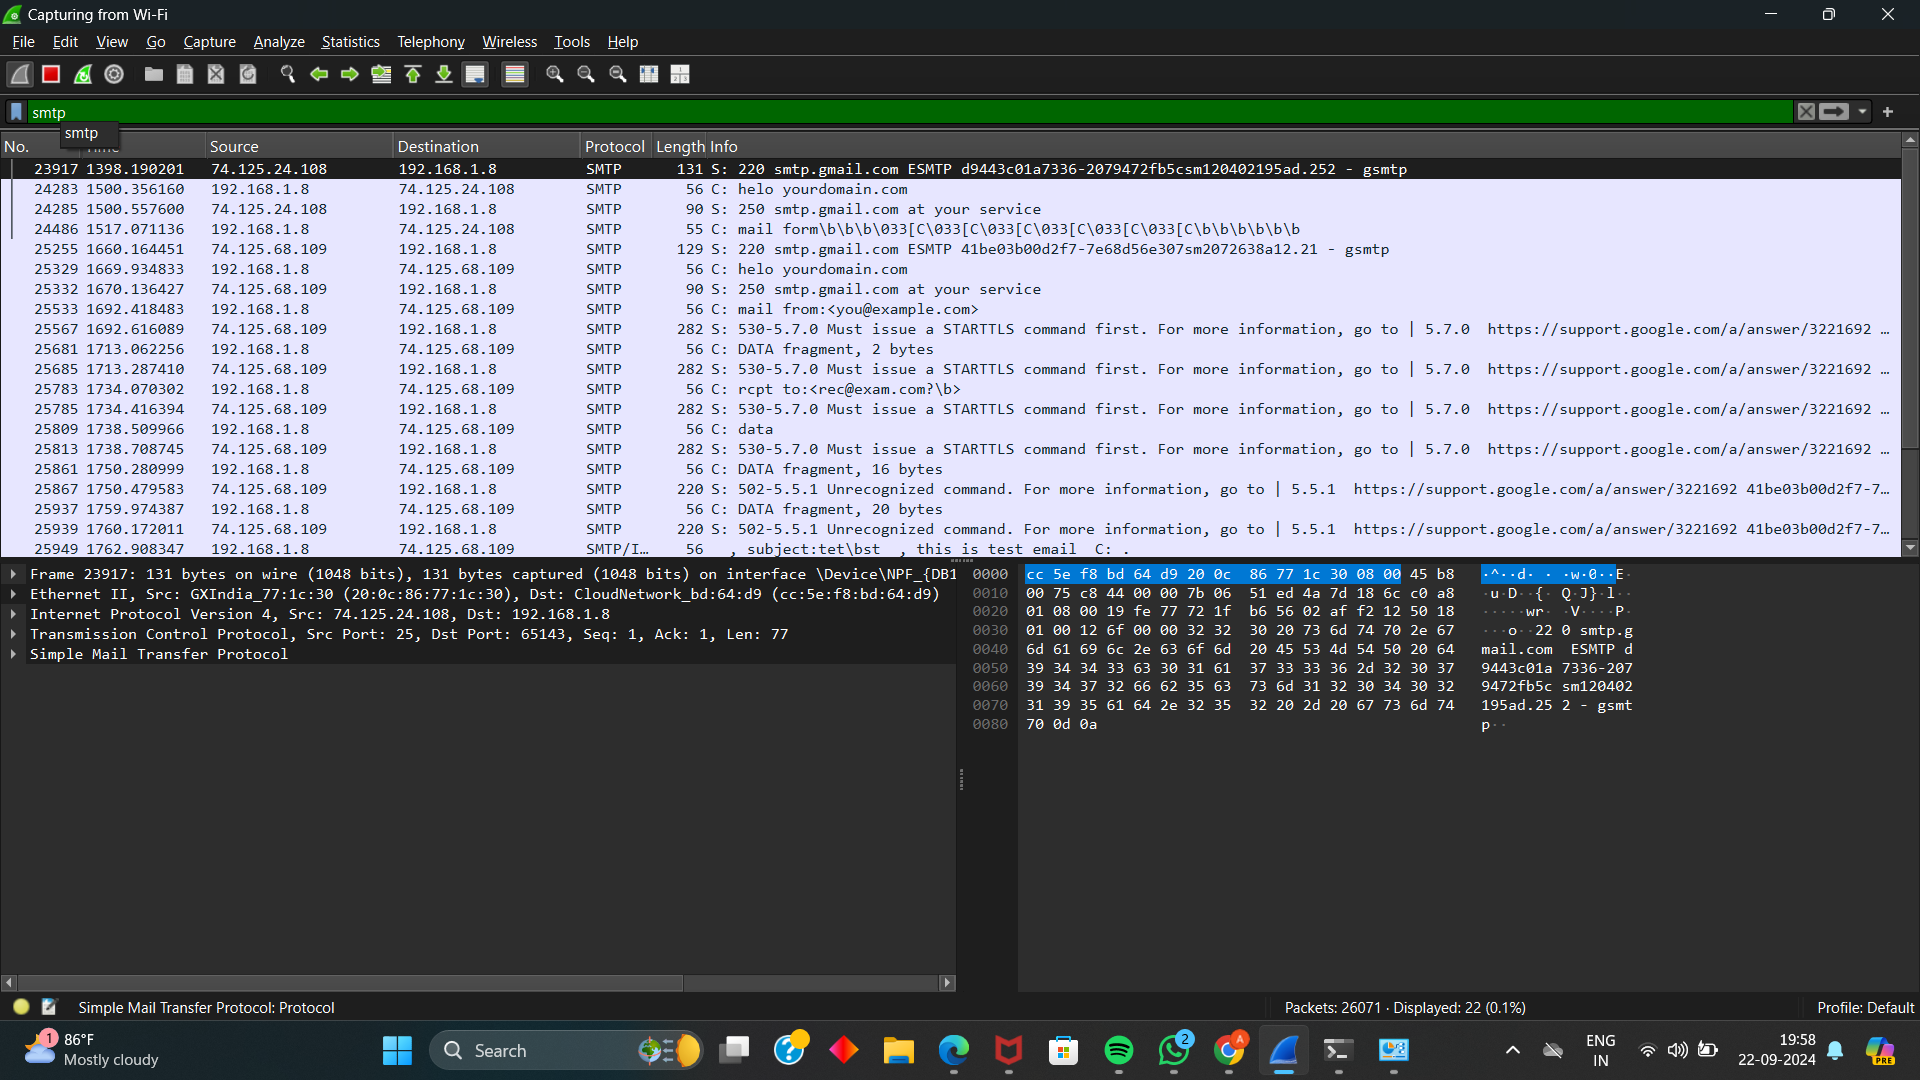 Capturing from Wi-Fi
File Edit View Go Capture Analyze Statistics Telephony Wireless Tools Help
smtp
smtp
No. Source Destination Protocol Length Info
23917 1398.190201 74.125.24.108 192.168.1.8 SMTP 131 S: 220 smtp.gmail.com ESMTP d9443c01a7336-2079472fb5csm120402195ad.252 - gsmtp
24283 1500.356160 192.168.1.8 74.125.24.108 SMTP 56 C: helo yourdomain.com
24285 1500.557600 74.125.24.108 192.168.1.8 SMTP 90 S: 250 smtp.gmail.com at your service
24486 1517.071136 192.168.1.8 74.125.24.108 SMTP 55 C: mail form\b\b\b\033[C\033[C\033[C\033[C\033[C\033[C\b\b\b\b\b\b
25255 1660.164451 74.125.68.109 192.168.1.8 SMTP 129 S: 220 smtp.gmail.com ESMTP 41be03b00d2f7-7e68d56e307sm2072638a12.21 - gsmtp
25329 1669.934833 192.168.1.8 74.125.68.109 SMTP 56 C: helo yourdomain.com
25332 1670.136427 74.125.68.109 192.168.1.8 SMTP 90 S: 250 smtp.gmail.com at your service
25533 1692.418483 192.168.1.8 74.125.68.109 SMTP 56 C: mail from:<you@example.com>
25567 1692.616089 74.125.68.109 192.168.1.8 SMTP 282 S: 530-5.7.0 Must issue a STARTTLS command first. For more information, go to | 5.7.0 https://support.google.com/a/answer/3221692 …
25681 1713.062256 192.168.1.8 74.125.68.109 SMTP 56 C: DATA fragment, 2 bytes
25685 1713.287410 74.125.68.109 192.168.1.8 SMTP 282 S: 530-5.7.0 Must issue a STARTTLS command first. For more information, go to | 5.7.0 https://support.google.com/a/answer/3221692 …
25783 1734.070302 192.168.1.8 74.125.68.109 SMTP 56 C: rcpt to:<rec@exam.com?\b>
25785 1734.416394 74.125.68.109 192.168.1.8 SMTP 282 S: 530-5.7.0 Must issue a STARTTLS command first. For more information, go to | 5.7.0 https://support.google.com/a/answer/3221692 …
25809 1738.509966 192.168.1.8 74.125.68.109 SMTP 56 C: data
25813 1738.708745 74.125.68.109 192.168.1.8 SMTP 282 S: 530-5.7.0 Must issue a STARTTLS command first. For more information, go to | 5.7.0 https://support.google.com/a/answer/3221692 …
25861 1750.280999 192.168.1.8 74.125.68.109 SMTP 56 C: DATA fragment, 16 bytes
25867 1750.479583 74.125.68.109 192.168.1.8 SMTP 220 S: 502-5.5.1 Unrecognized command. For more information, go to | 5.5.1 https://support.google.com/a/answer/3221692 41be03b00d2f7-7…
25937 1759.974387 192.168.1.8 74.125.68.109 SMTP 56 C: DATA fragment, 20 bytes
25939 1760.172011 74.125.68.109 192.168.1.8 SMTP 220 S: 502-5.5.1 Unrecognized command. For more information, go to | 5.5.1 https://support.google.com/a/answer/3221692 41be03b00d2f7-7…
25949 1762.908347 192.168.1.8 74.125.68.109 SMTP/I… 56 , subject:tet\bst , this is test email C: .
Frame 23917: 131 bytes on wire (1048 bits), 131 bytes captured (1048 bits) on interface \Device\NPF_{DB1
Ethernet II, Src: GXIndia_77:1c:30 (20:0c:86:77:1c:30), Dst: CloudNetwork_bd:64:d9 (cc:5e:f8:bd:64:d9)
Internet Protocol Version 4, Src: 74.125.24.108, Dst: 192.168.1.8
Transmission Control Protocol, Src Port: 25, Dst Port: 65143, Seq: 1, Ack: 1, Len: 77
Simple Mail Transfer Protocol
0000 cc 5e f8 bd 64 d9 20 0c 86 77 1c 30 08 00 45 b8 ·^··d· · ·w·0··E·
0010 00 75 c8 44 00 00 7b 06 51 ed 4a 7d 18 6c c0 a8 ·u·D··{· Q·J}·l··
0020 01 08 00 19 fe 77 72 1f b6 56 02 af f2 12 50 18 ·····wr· ·V····P·
0030 01 00 12 6f 00 00 32 32 30 20 73 6d 74 70 2e 67 ···o··22 0 smtp.g
0040 6d 61 69 6c 2e 63 6f 6d 20 45 53 4d 54 50 20 64 mail.com ESMTP d
0050 39 34 34 33 63 30 31 61 37 33 33 36 2d 32 30 37 9443c01a 7336-207
0060 39 34 37 32 66 62 35 63 73 6d 31 32 30 34 30 32 9472fb5c sm120402
0070 31 39 35 61 64 2e 32 35 32 20 2d 20 67 73 6d 74 195ad.25 2 - gsmt
0080 70 0d 0a p··
Simple Mail Transfer Protocol: Protocol
Packets: 26071 · Displayed: 22 (0.1%)
Profile: Default
1
86°F
Mostly cloudy
Search
2
A
ENG
IN
19:58
22-09-2024
PRE